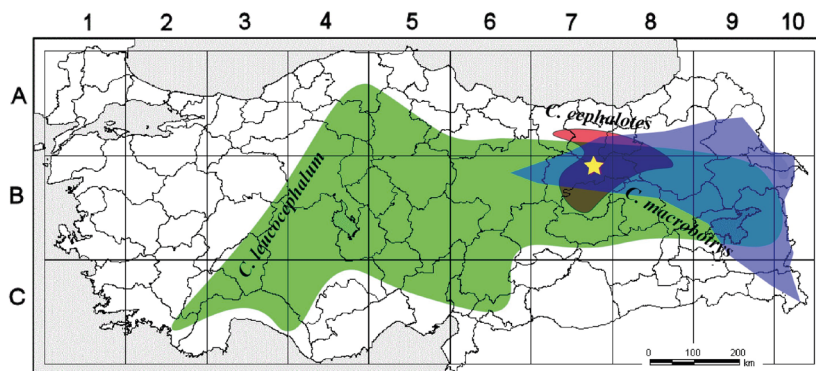 1 2 3 4 5 6 7 8 9 10
A
C. cephalotes
B
C. leucocephalum
C. macrobotrys
C
0 100 200
km